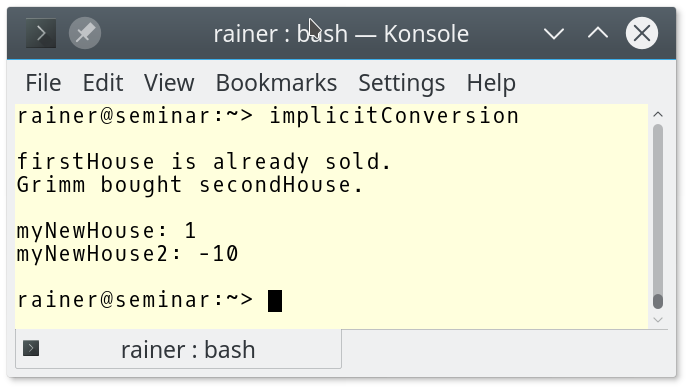 rainer : bash — Konsole
File Edit View Bookmarks Settings Help
rainer@seminar:~> implicitConversion
firstHouse is already sold.
Grimm bought secondHouse.
myNewHouse: 1
myNewHouse2: -10
rainer@seminar:~>
rainer : bash